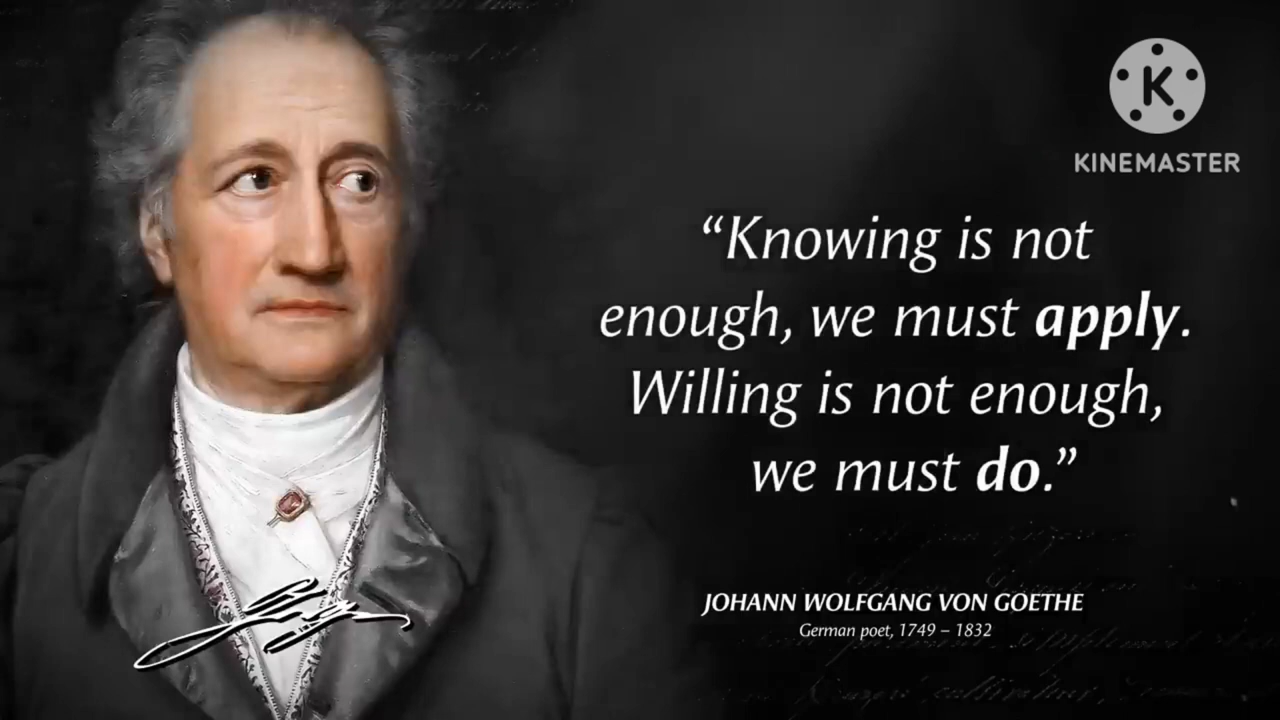 KINEMASTER
“Knowing is not
enough, we must apply.
Willing is not enough,
we must do.”
JOHANN WOLFGANG VON GOETHE
German poet, 1749 – 1832